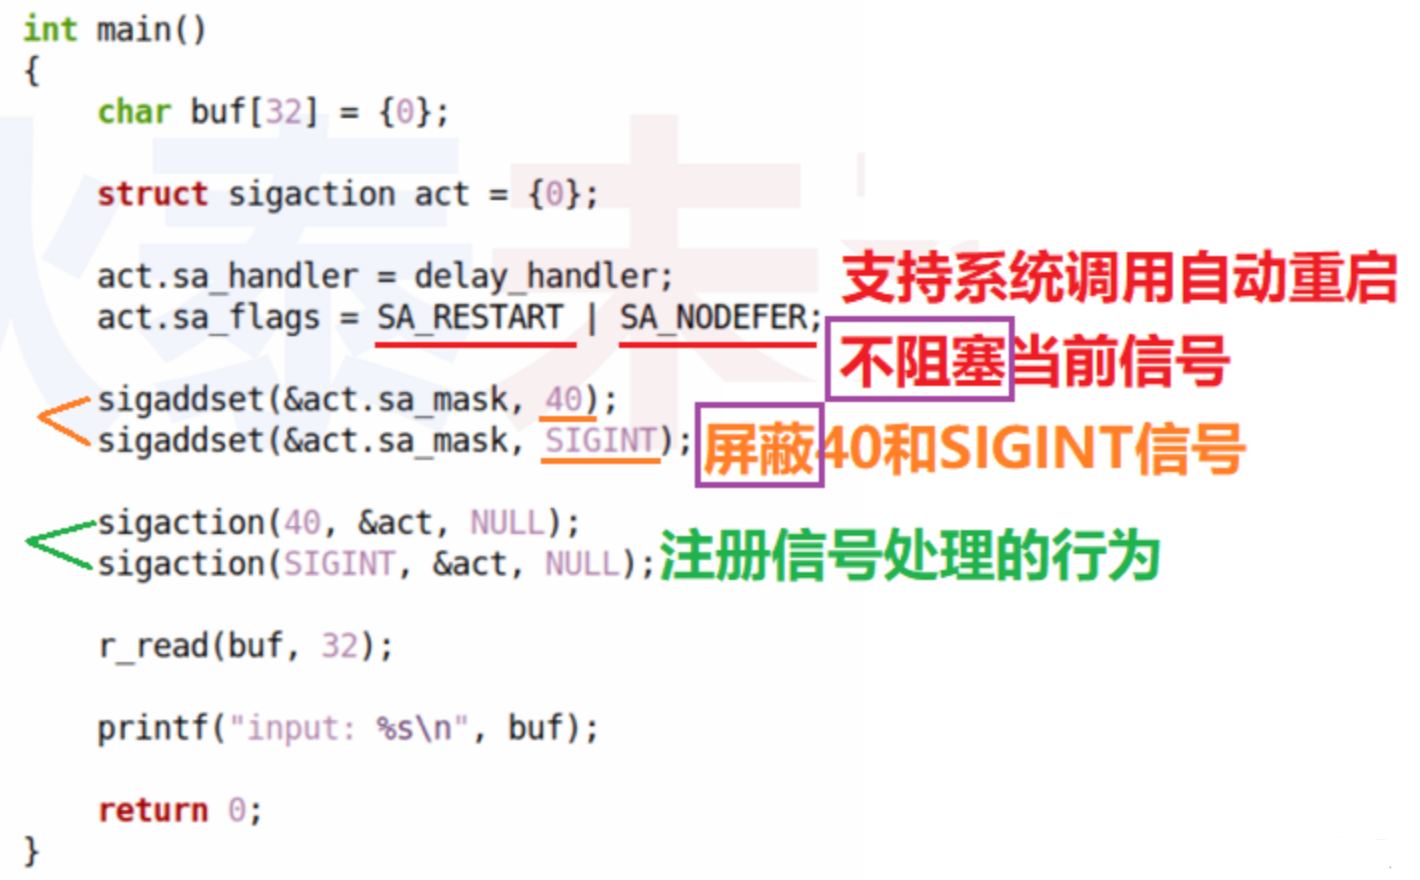 int main()
{
char buf[32] = {0};
struct sigaction act = {0};
act.sa_handler = delay_handler;
支持系统调用自动重启
act.sa_flags = SA_RESTART | SA_NODEFER;
不阻塞当前信号
sigaddset(&act.sa_mask, 40);
sigaddset(&act.sa_mask, SIGINT);
屏蔽40和SIGINT信号
sigaction(40, &act, NULL);
sigaction(SIGINT, &act, NULL);
注册信号处理的行为
r_read(buf, 32);
printf("input: %s\n", buf);
return 0;
}